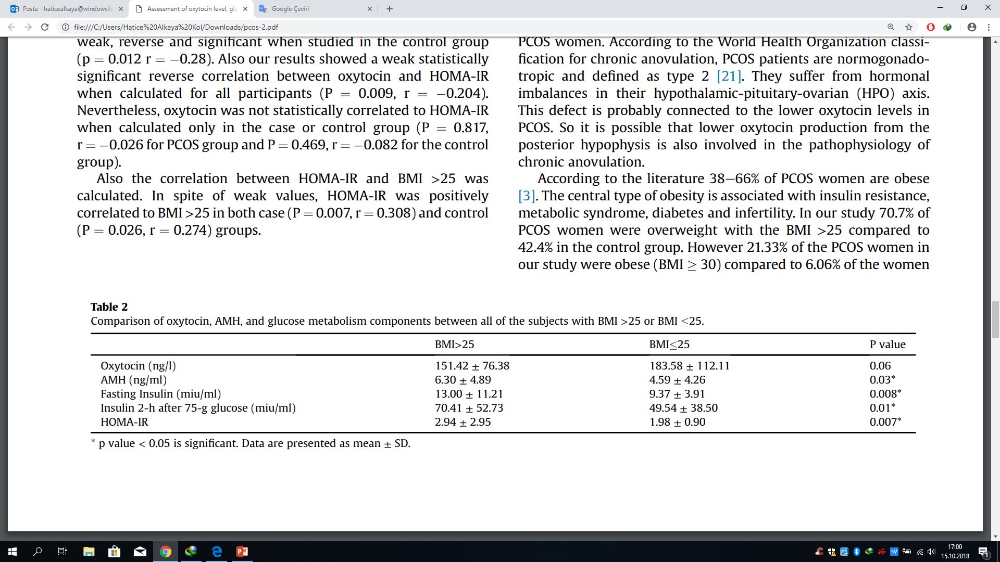 Posta - haticealkaya@windowsliv
Assessment of oxytocin level, glu
Google Çeviri
file:///C:/Users/Hatice%20Alkaya%20Kol/Downloads/pcos-2.pdf
weak, reverse and significant when studied in the control group
(p = 0.012 r = −0.28). Also our results showed a weak statistically
significant reverse correlation between oxytocin and HOMA-IR
when calculated for all participants (P = 0.009, r = −0.204).
Nevertheless, oxytocin was not statistically correlated to HOMA-IR
when calculated only in the case or control group (P = 0.817,
r = −0.026 for PCOS group and P = 0.469, r = −0.082 for the control
group).
Also the correlation between HOMA-IR and BMI >25 was
calculated. In spite of weak values, HOMA-IR was positively
correlated to BMI >25 in both case (P = 0.007, r = 0.308) and control
(P = 0.026, r = 0.274) groups.
PCOS women. According to the World Health Organization classi-
fication for chronic anovulation, PCOS patients are normogonado-
tropic and defined as type 2 [21]. They suffer from hormonal
imbalances in their hypothalamic-pituitary-ovarian (HPO) axis.
This defect is probably connected to the lower oxytocin levels in
PCOS. So it is possible that lower oxytocin production from the
posterior hypophysis is also involved in the pathophysiology of
chronic anovulation.
According to the literature 38–66% of PCOS women are obese
[3]. The central type of obesity is associated with insulin resistance,
metabolic syndrome, diabetes and infertility. In our study 70.7% of
PCOS women were overweight with the BMI >25 compared to
42.4% in the control group. However 21.33% of the PCOS women in
our study were obese (BMI ≥ 30) compared to 6.06% of the women
Table 2
Comparison of oxytocin, AMH, and glucose metabolism components between all of the subjects with BMI >25 or BMI ≤25.
BMI>25 BMI≤25 P value
Oxytocin (ng/l) 151.42 ± 76.38 183.58 ± 112.11 0.06
AMH (ng/ml) 6.30 ± 4.89 4.59 ± 4.26 0.03*
Fasting Insulin (miu/ml) 13.00 ± 11.21 9.37 ± 3.91 0.008*
Insulin 2-h after 75-g glucose (miu/ml) 70.41 ± 52.73 49.54 ± 38.50 0.01*
HOMA-IR 2.94 ± 2.95 1.98 ± 0.90 0.007*
* p value < 0.05 is significant. Data are presented as mean ± SD.
17:00
15.10.2018
1